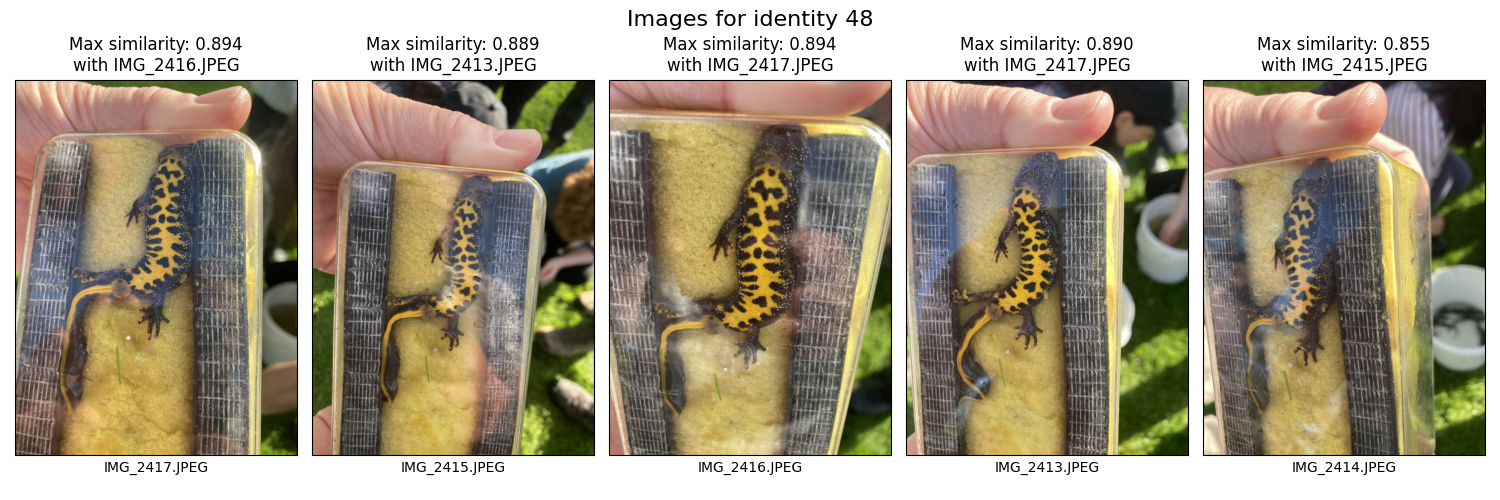 Images for identity 48
Max similarity: 0.894
with IMG_2416.JPEG
Max similarity: 0.889
with IMG_2413.JPEG
Max similarity: 0.894
with IMG_2417.JPEG
Max similarity: 0.890
with IMG_2417.JPEG
Max similarity: 0.855
with IMG_2415.JPEG
IMG_2417.JPEG
IMG_2415.JPEG
IMG_2416.JPEG
IMG_2413.JPEG
IMG_2414.JPEG